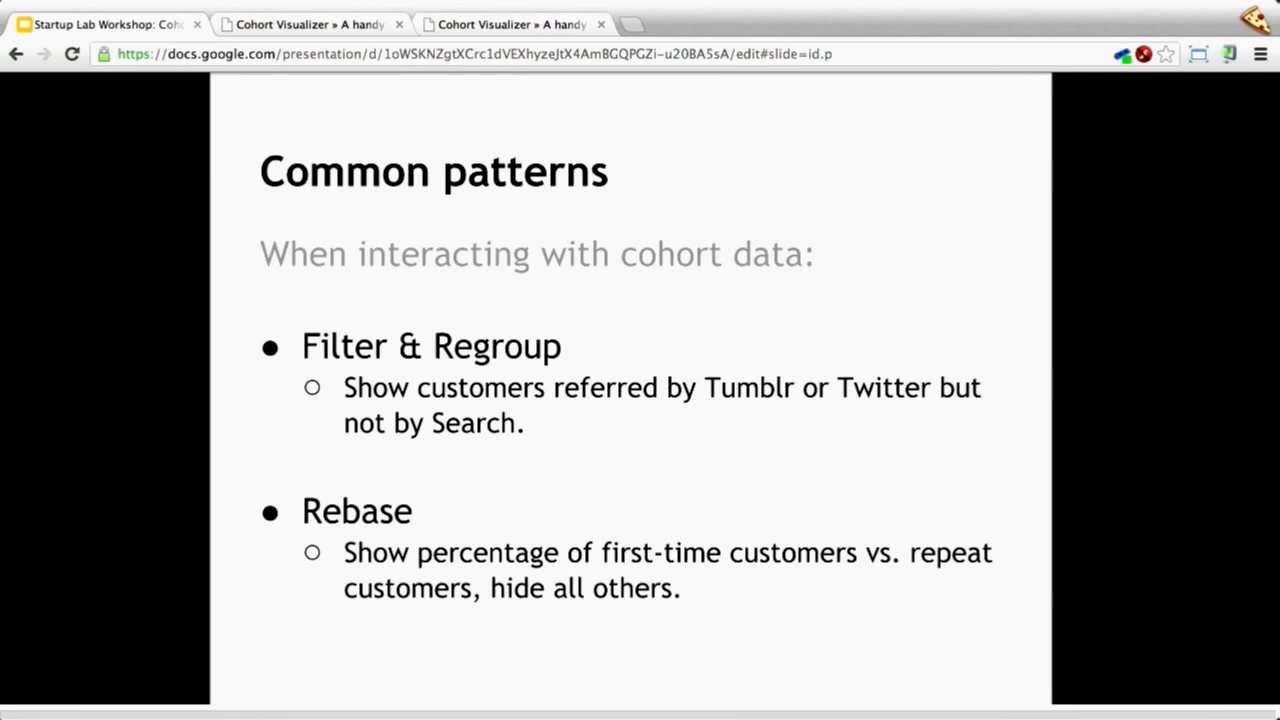 Startup Lab Workshop: Coh
Cohort Visualizer » A handy
Cohort Visualizer » A handy
https://docs.google.com/presentation/d/1oWSKNZgtXCrc1dVEXhyzeJtX4AmBGQPGZi-u20BA5sA/edit#slide=id.p
Common patterns
When interacting with cohort data:
● Filter & Regroup
○ Show customers referred by Tumblr or Twitter but
not by Search.
● Rebase
○ Show percentage of first-time customers vs. repeat
customers, hide all others.